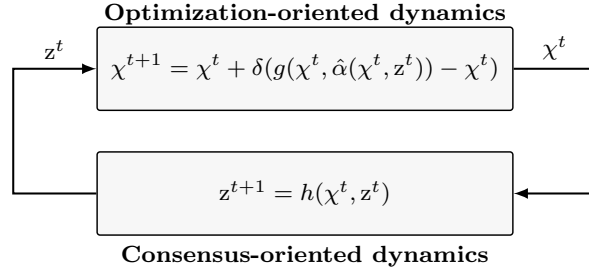 Optimization-oriented dynamics
z^t
χ^{t+1} = χ^t + δ(g(χ^t, α̂(χ^t, z^t)) − χ^t)
χ^t
z^{t+1} = h(χ^t, z^t)
Consensus-oriented dynamics